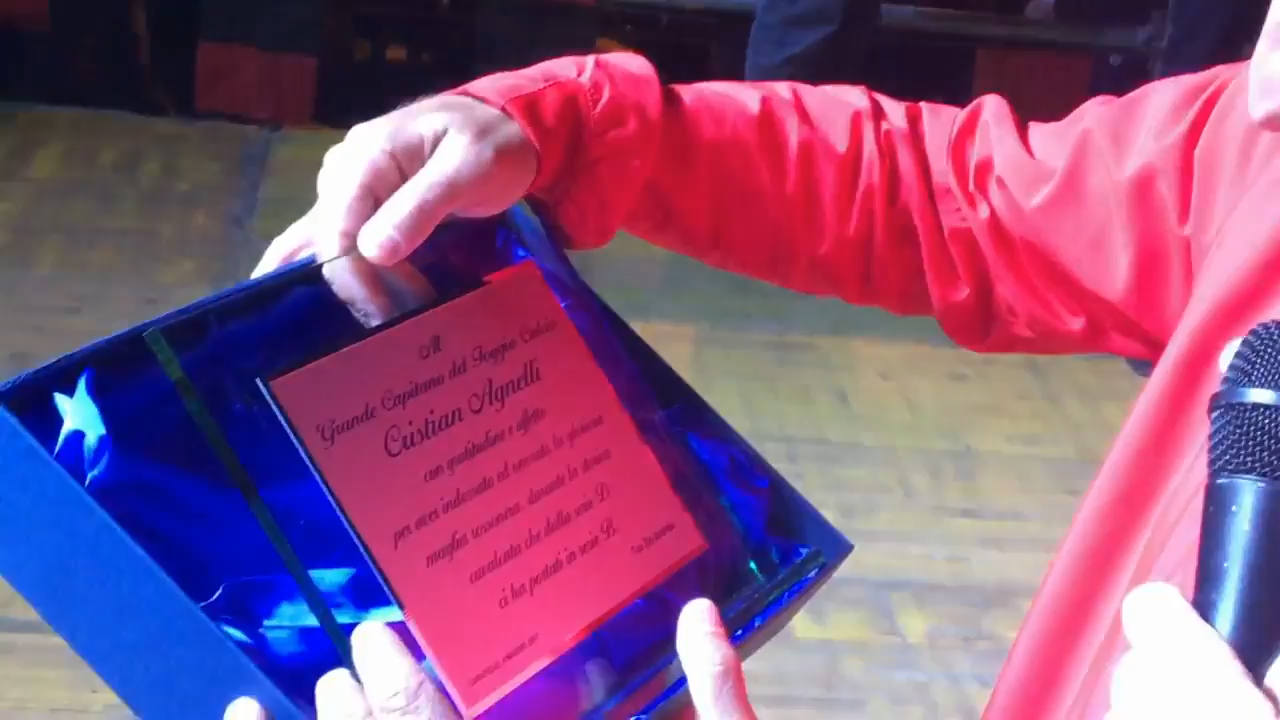 Al
Grande Capitano del Foggia Calcio
Cristian Agnelli
con gratitudine e affetto
per aver indossato ed onorato la gloriosa
maglia rossonera, durante la storica
cavalcata che dalla serie D
ci ha portati in serie B.